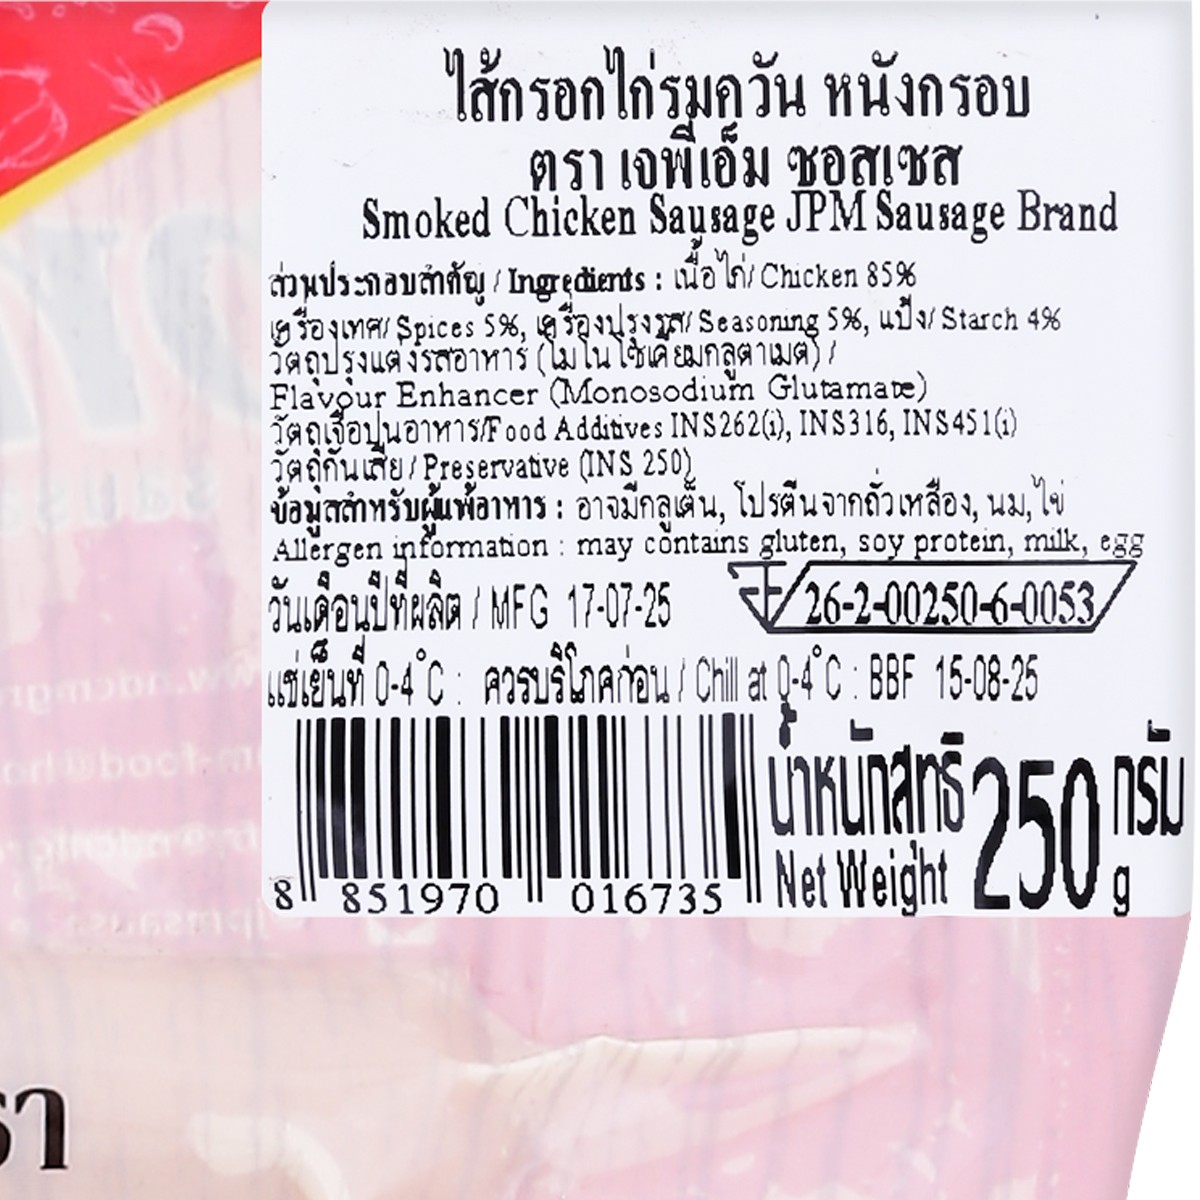 ไส้กรอกไก่รมควัน หนังกรอบ
ตรา เจพีเอ็ม ซอสเซส
Smoked Chicken Sausage JPM Sausage Brand
ส่วนประกอบสำคัญ / Ingredients : เนื้อไก่/ Chicken 85%
เครื่องเทศ/ Spices 5%, เครื่องปรุงรส/ Seasoning 5%, แป้ง/ Starch 4%
วัตถุปรุงแต่งรสอาหาร (โมโนโซเดียมกลูตาเมต) /
Flavour Enhancer (Monosodium Glutamate)
วัตถุเจือปนอาหาร/Food Additives INS262(i), INS316, INS451(i)
วัตถุกันเสีย / Preservative (INS 250)
ข้อมูลสำหรับผู้แพ้อาหาร : อาจมีกลูเต็น, โปรตีนจากถั่วเหลือง, นม, ไข่
Allergen information : may contains gluten, soy protein, milk, egg
วันเดือนปีที่ผลิต / MFG 17-07-25
26-2-00250-6-0053
แช่เย็นที่ 0-4°C : ควรบริโภคก่อน / Chill at 0-4°C : BBF 15-08-25
น้ำหนักสุทธิ 250 กรัม
Net Weight g
8 851970 016735
รา